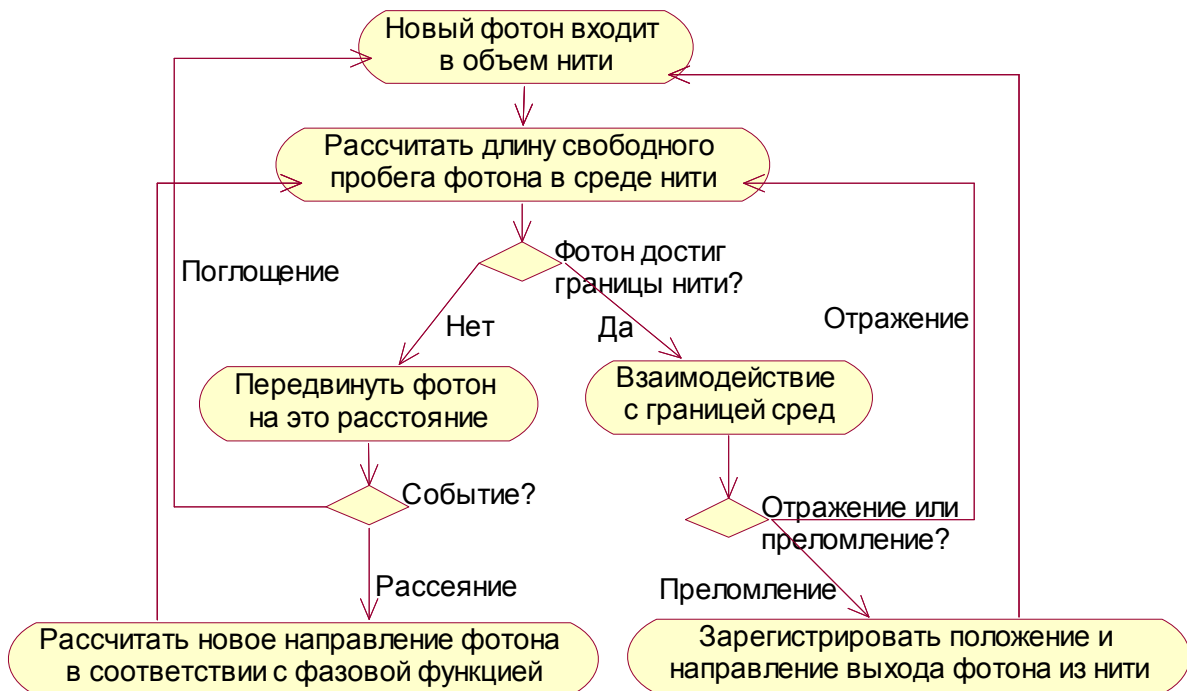 Новый фотон входит
в объем нити
Рассчитать длину свободного
пробега фотона в среде нити
Фотон достиг
границы нити?
Поглощение
Отражение
Нет
Да
Передвинуть фотон
на это расстояние
Взаимодействие
с границей сред
Событие?
Отражение или
преломление?
Рассеяние
Преломление
Рассчитать новое направление фотона
в соответствии с фазовой функцией
Зарегистрировать положение и
направление выхода фотона из нити